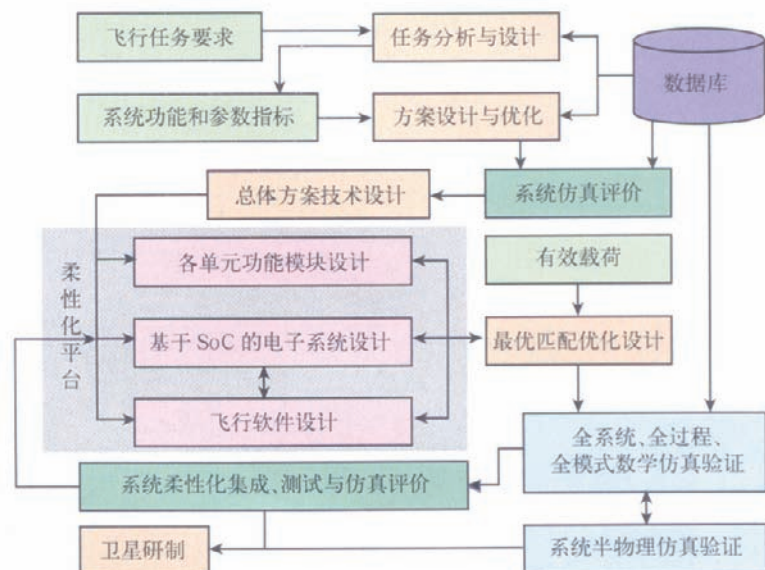 飞行任务要求
任务分析与设计
数据库
系统功能和参数指标
方案设计与优化
总体方案技术设计
系统仿真评价
柔性化平台
各单元功能模块设计
有效载荷
基于 SoC 的电子系统设计
最优匹配优化设计
飞行软件设计
全系统、全过程、
全模式数学仿真验证
系统柔性化集成、测试与仿真评价
卫星研制
系统半物理仿真验证